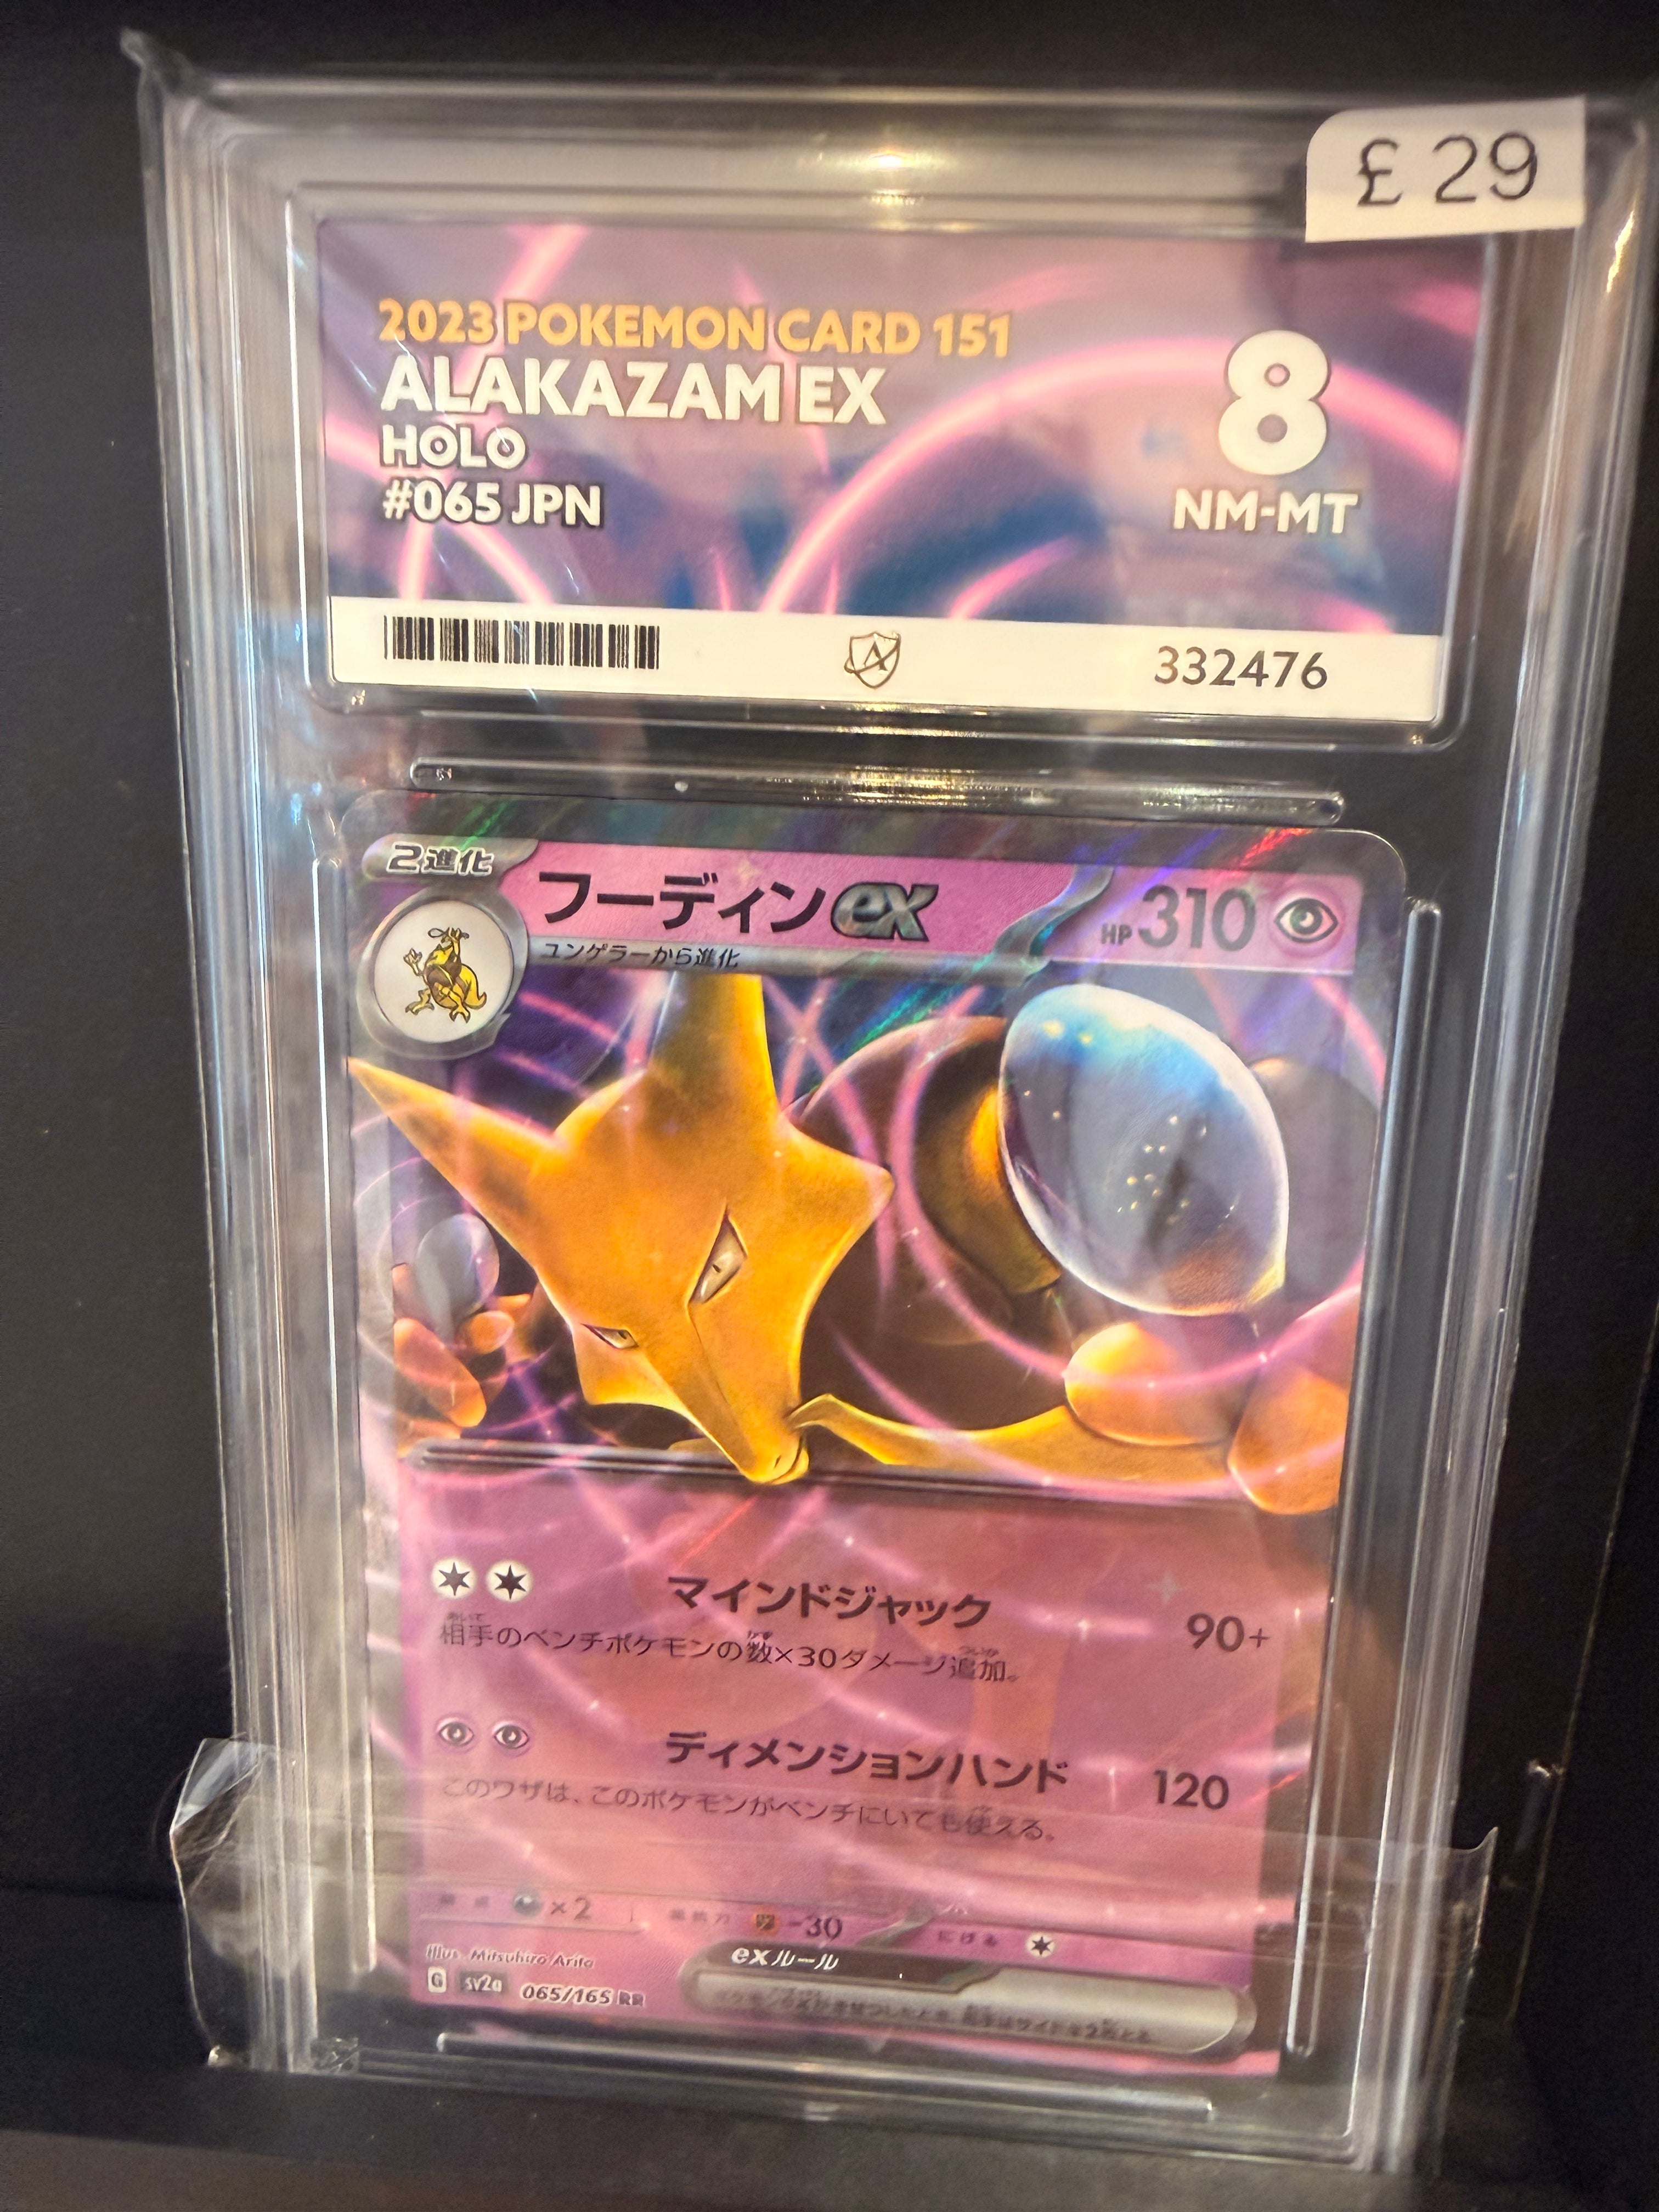 £29
2023 POKEMON CARD 151
ALAKAZAM EX
HOLO
#065 JPN
8
NM-MT
332476
2進化
フーディンex
HP310
ユンゲラーから進化
マインドジャック 90+
相手のベンチポケモンの数×30ダメージ追加。
ディメンションハンド 120
このワザは、このポケモンがベンチにいても使える。
×2 -30 にげる
Illus. Mitsuhiro Arita
exルール
G sv2a 065/165 RR